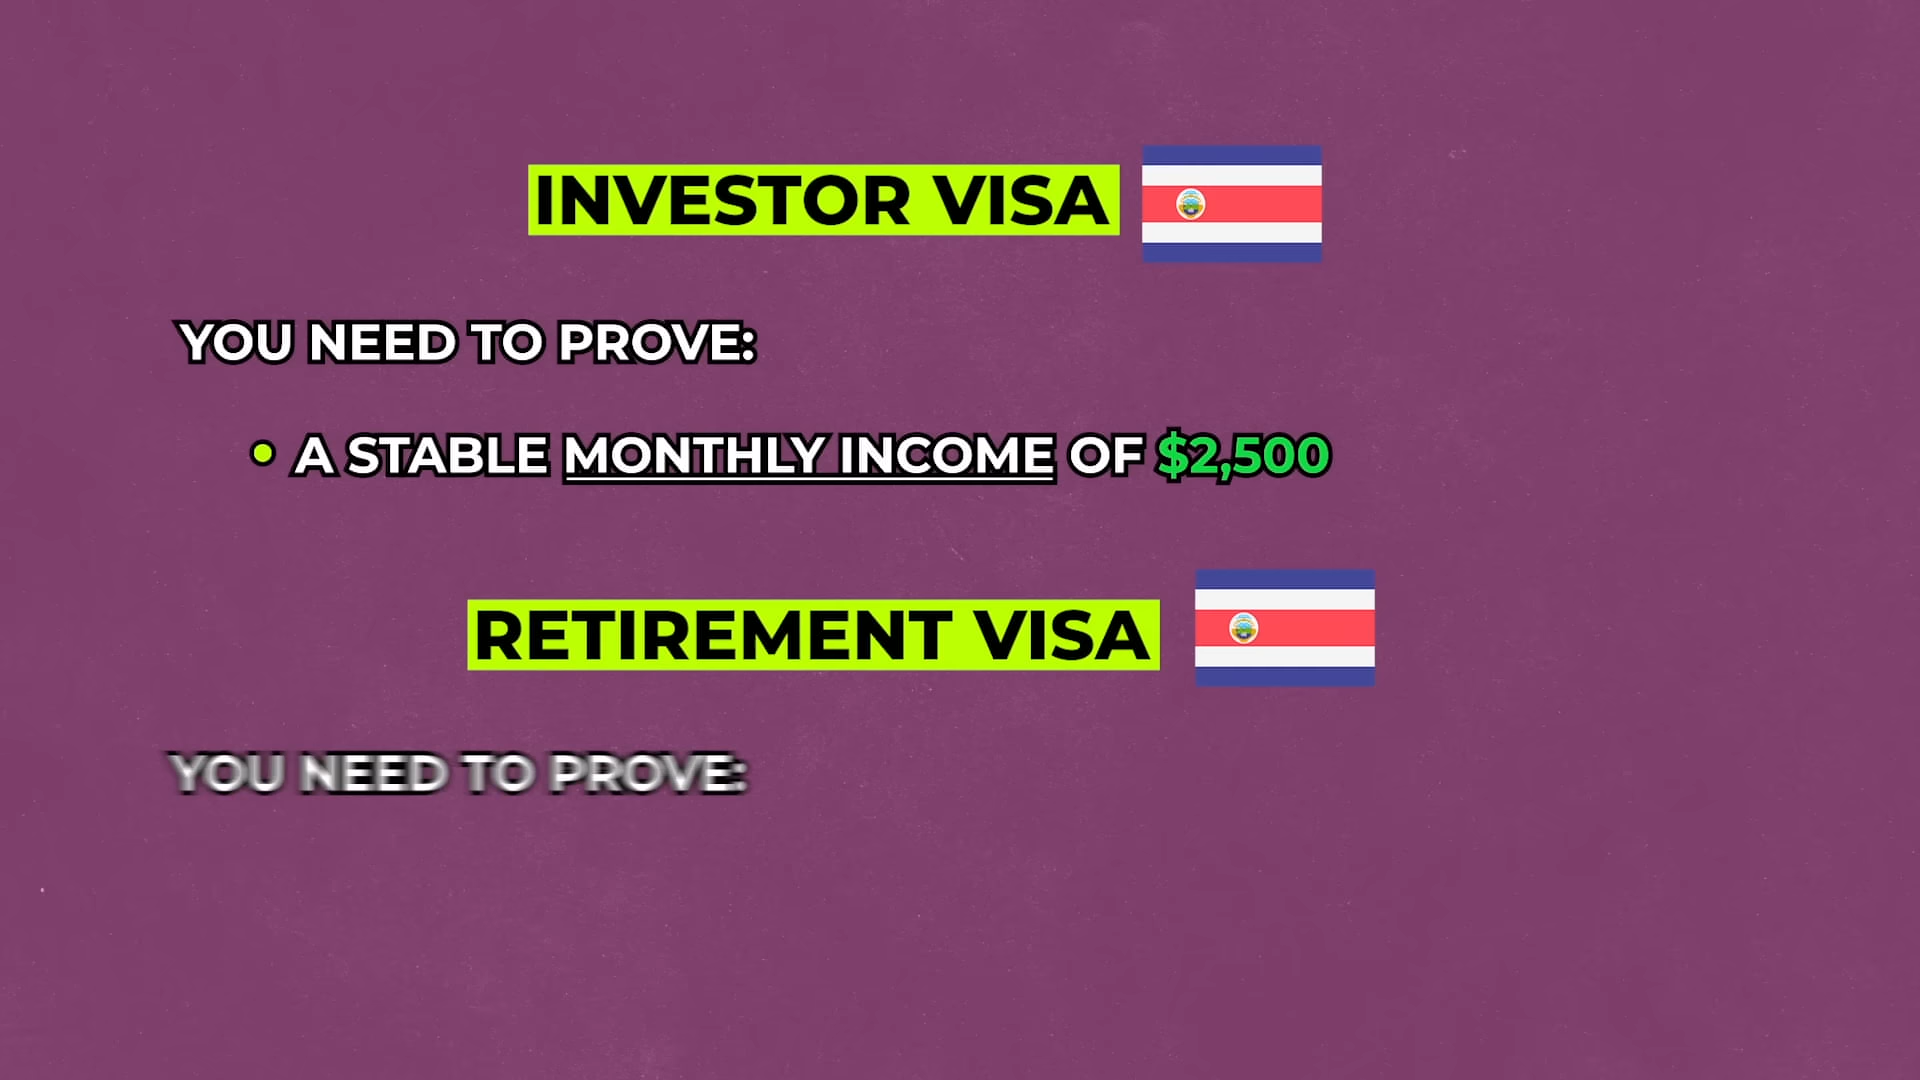 INVESTOR VISA
YOU NEED TO PROVE:
• A STABLE MONTHLY INCOME OF $2,500
RETIREMENT VISA
YOU NEED TO PROVE: